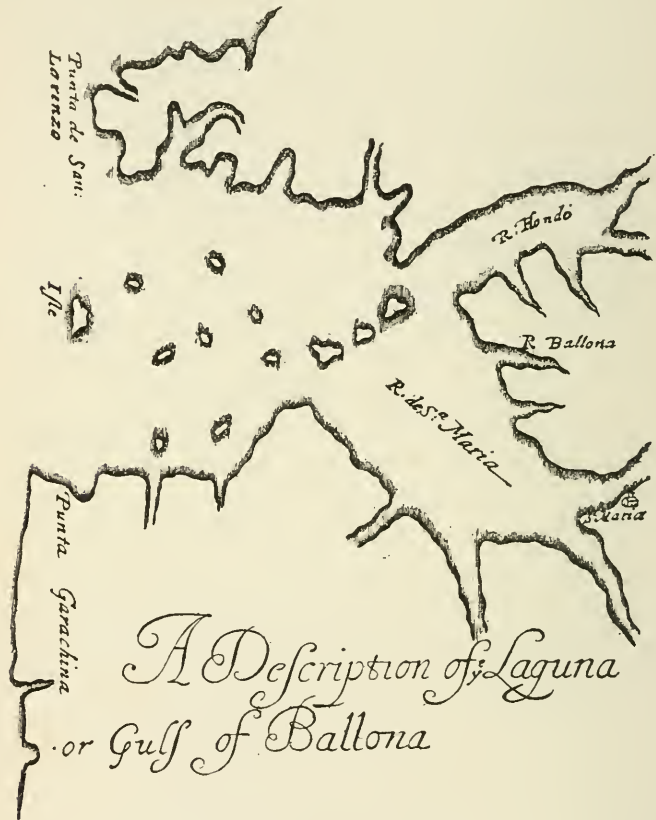 Punta de San:
Lorenzo
Isle
R. Hondo
R Ballona
R. de S.ᵃ Maria
S. Maria
Punta Garachina
A Deſcription of yᵉ Laguna
or Gulf of Ballona